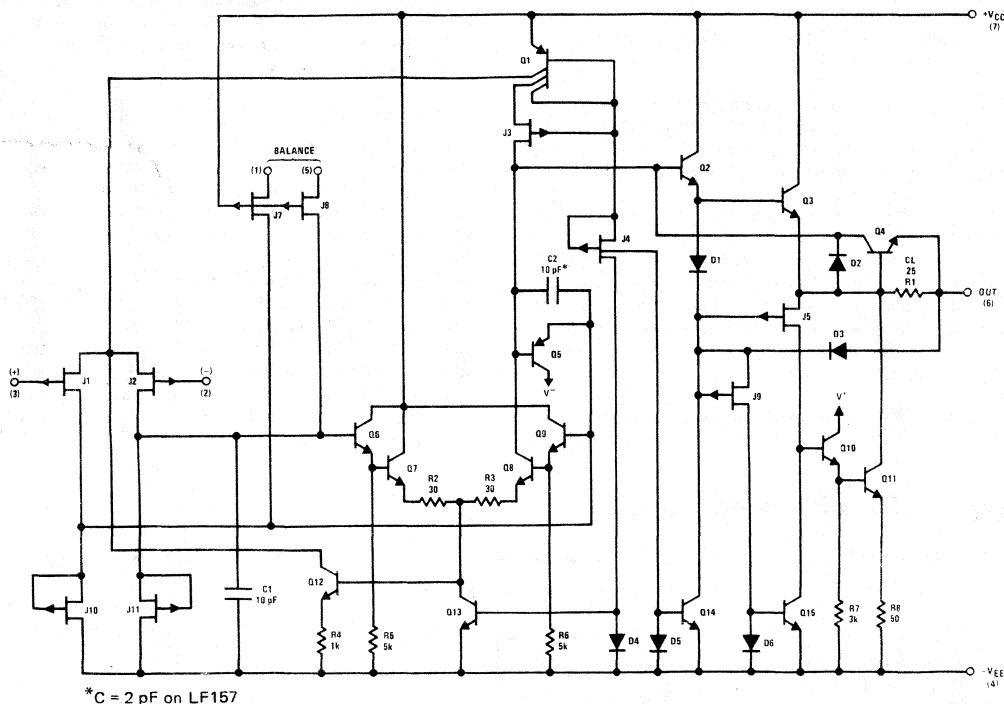 +VCC
(7)
Q1
J3
BALANCE
(1)
(5)
J7
J8
Q2
Q3
Q4
J4
C2
10 pF*
D1
D2
CL
25
R1
OUT
(6)
J5
D3
Q5
V−
(+)
(3)
J1
J2
(−)
(2)
J9
V+
Q6
Q7
Q8
Q9
Q10
Q11
R2
30
R3
30
Q12
C1
10 pF
J10
J11
Q13
Q14
Q15
R4
1k
R5
5k
R6
5k
D4
D5
D6
R7
3k
R8
50
-VEE
(4)
*C = 2 pF on LF157